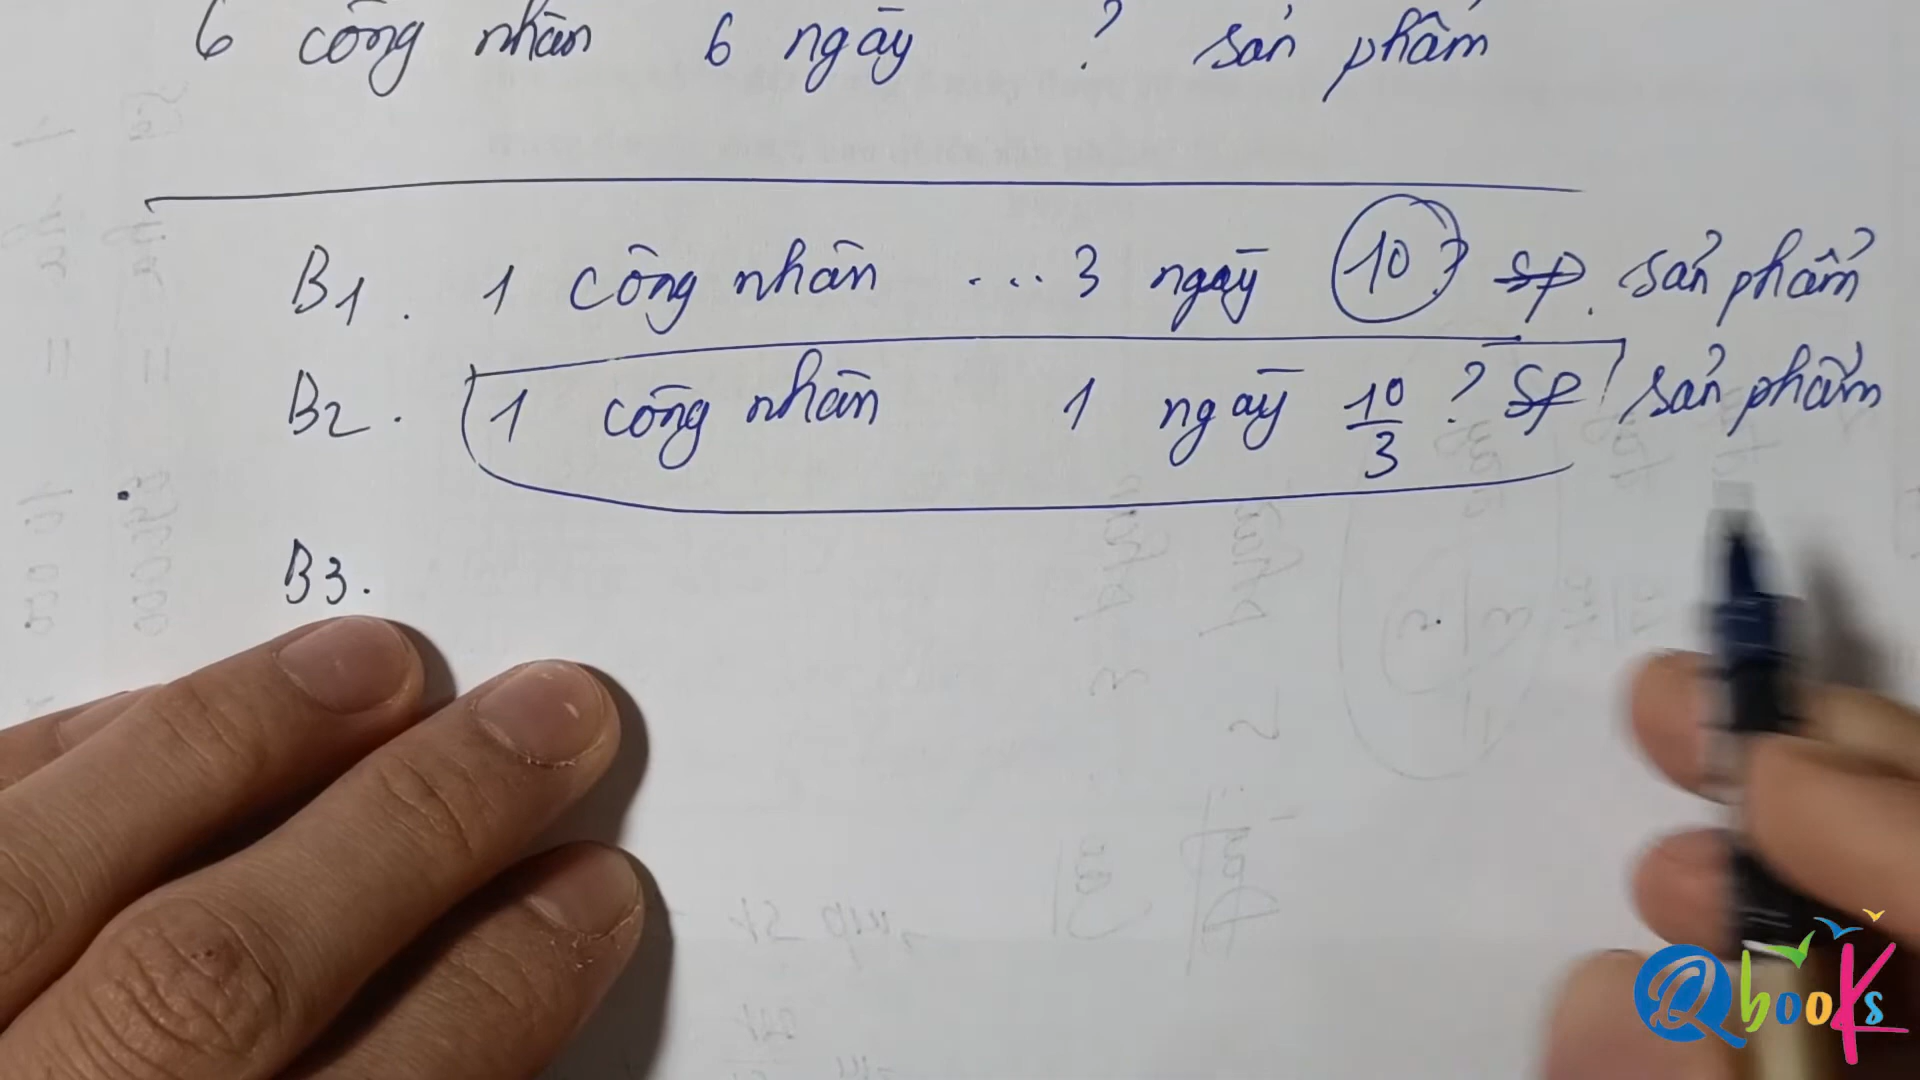 6 công nhân 6 ngày ? sản phẩm
B1. 1 công nhân ... 3 ngày 10 ? sp. sản phẩm
B2. 1 công nhân 1 ngày 10/3 ? sp sản phẩm
B3.
Qbooks